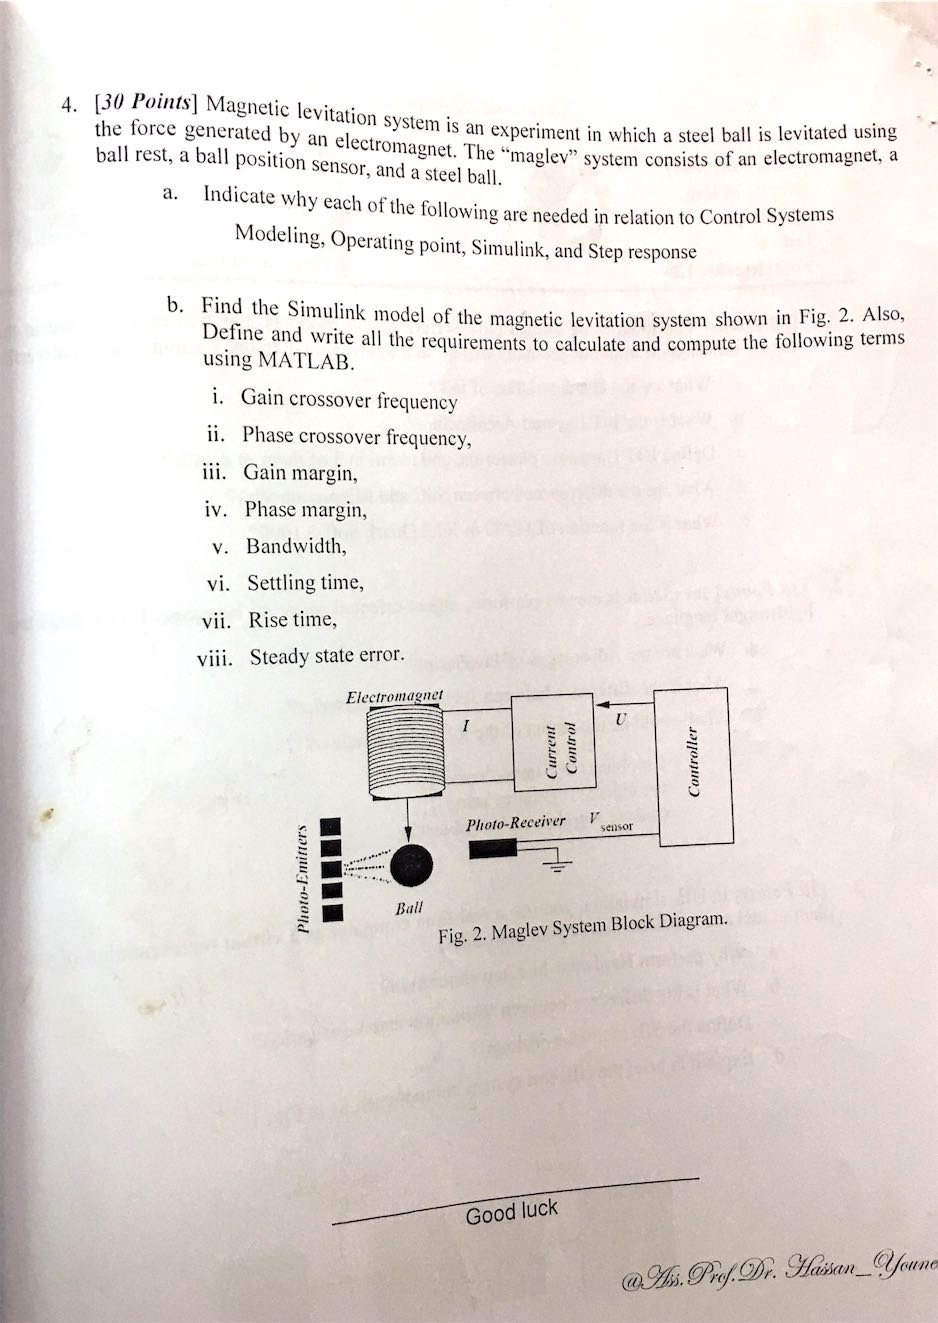 4. [30 Points] Magnetic levitation system is an experiment in which a steel ball is levitated using
the force generated by an electromagnet. The “maglev” system consists of an electromagnet, a
ball rest, a ball position sensor, and a steel ball.
a. Indicate why each of the following are needed in relation to Control Systems
Modeling, Operating point, Simulink, and Step response
b. Find the Simulink model of the magnetic levitation system shown in Fig. 2. Also,
Define and write all the requirements to calculate and compute the following terms
using MATLAB.
i. Gain crossover frequency
ii. Phase crossover frequency,
iii. Gain margin,
iv. Phase margin,
v. Bandwidth,
vi. Settling time,
vii. Rise time,
viii. Steady state error.
Electromagnet
I
Current
Control
U
Controller
Photo-Receiver
V sensor
Photo-Emitters
Ball
Fig. 2. Maglev System Block Diagram.
Good luck
@Ass. Prof. Dr. Hassan_Youne